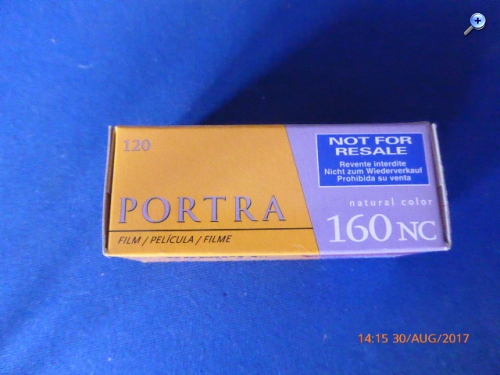 120
PORTRA
FILM / PELÍCULA / FILME
NOT FOR
RESALE
Revente interdite
Nicht zum Wiederverkauf
Prohibida su venta
natural color
160 NC
14:15 30/AUG/2017